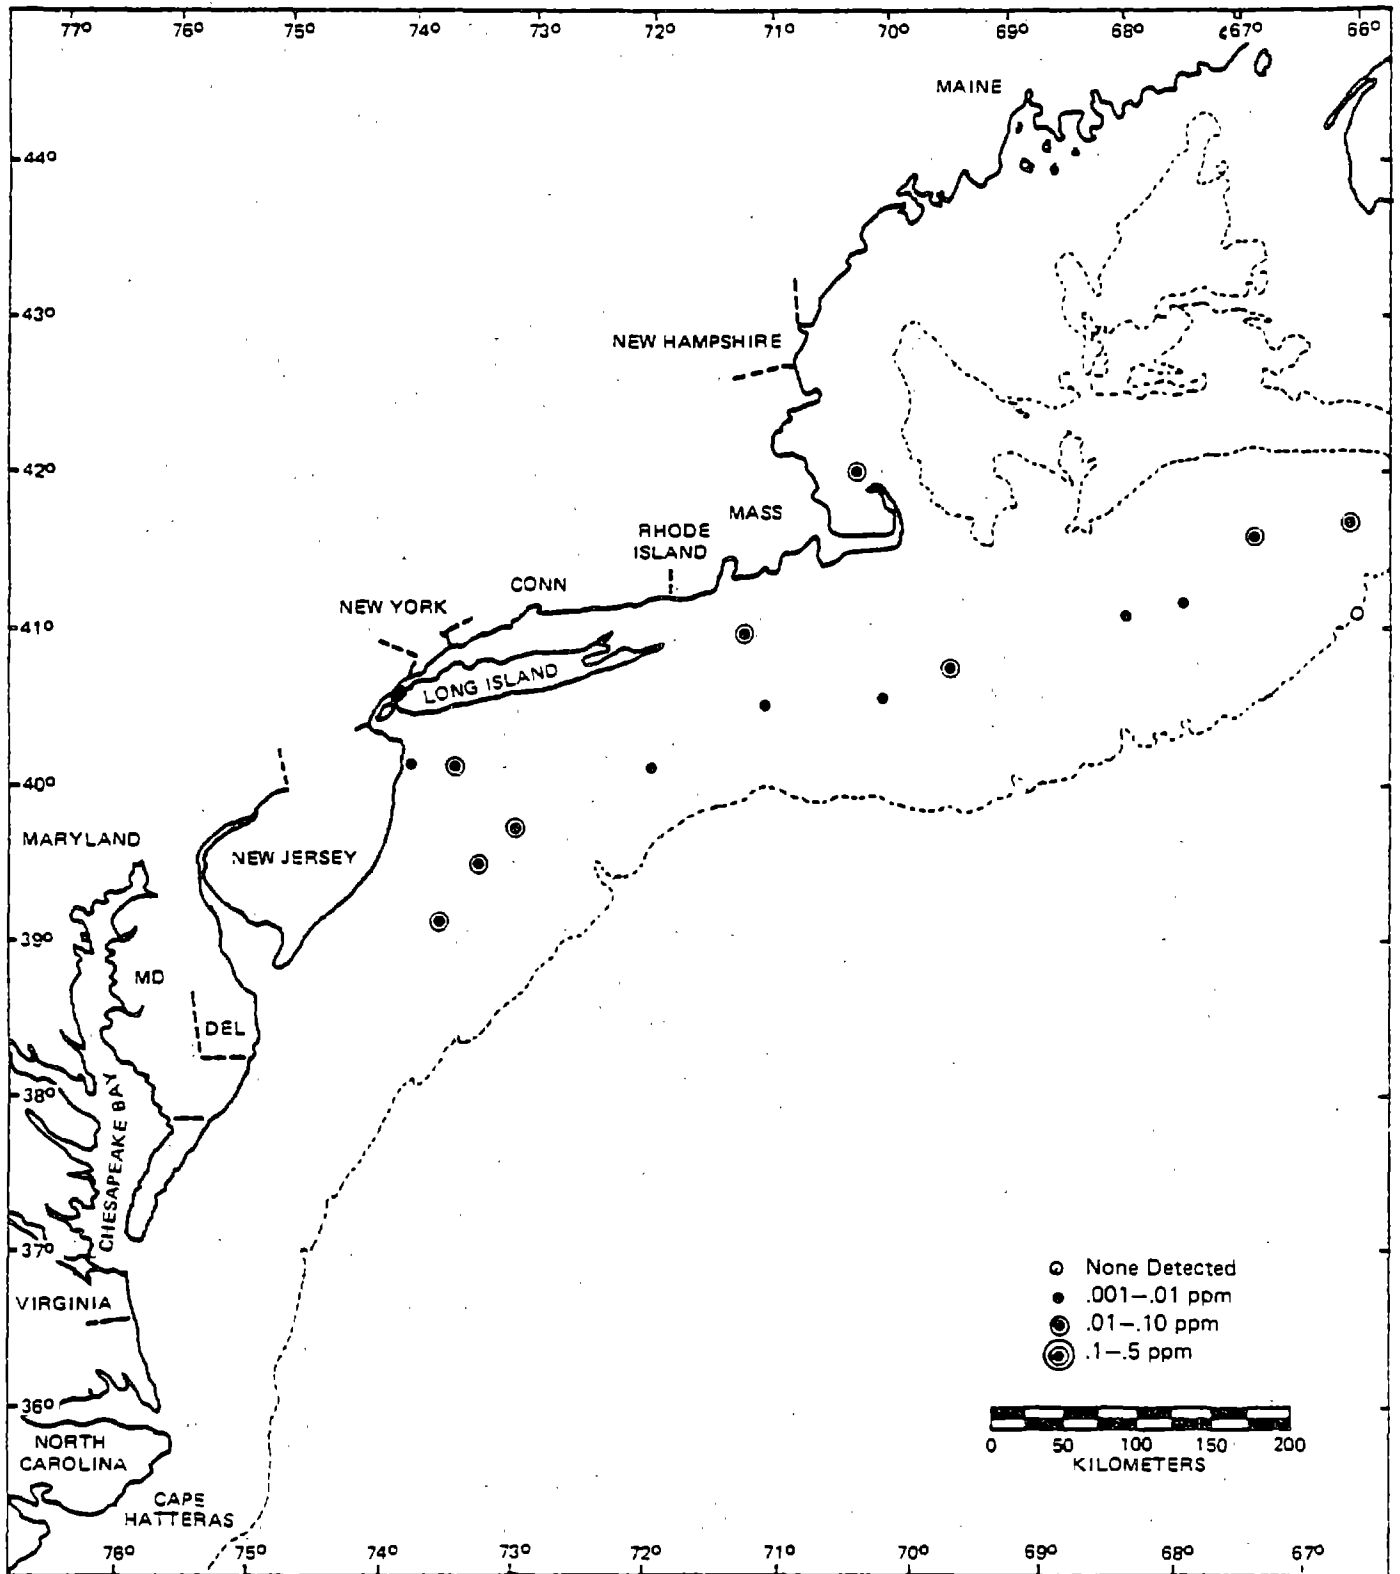 77° 76° 75° 74° 73° 72° 71° 70° 69° 68° 67° 66°
MAINE
44°
43°
NEW HAMPSHIRE
42°
MASS
RHODE
ISLAND
CONN
NEW YORK
41°
LONG ISLAND
40°
MARYLAND
NEW JERSEY
39°
MD
DEL
38°
CHESAPEAKE BAY
37°
VIRGINIA
None Detected
.001–.01 ppm
.01–.10 ppm
.1–.5 ppm
36°
NORTH
CAROLINA
0 50 100 150 200
KILOMETERS
CAPE
HATTERAS
76° 75° 74° 73° 72° 71° 70° 69° 68° 67°